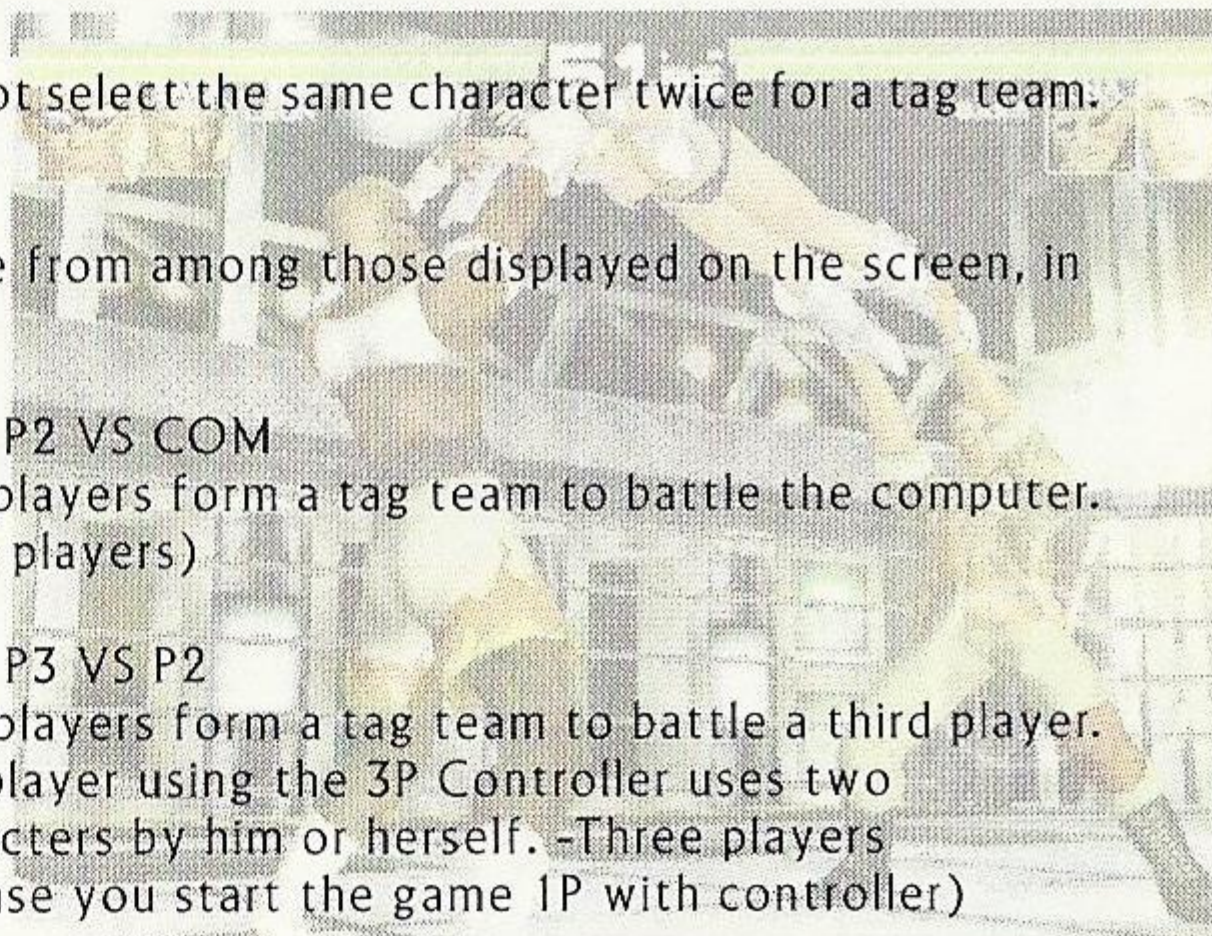 ot select the same character twice for a tag team.
e from among those displayed on the screen, in
P2 VS COM
players form a tag team to battle the computer.
players)
P3 VS P2
players form a tag team to battle a third player.
player using the 3P Controller uses two
cters by him or herself. -Three players
use you start the game 1P with controller)